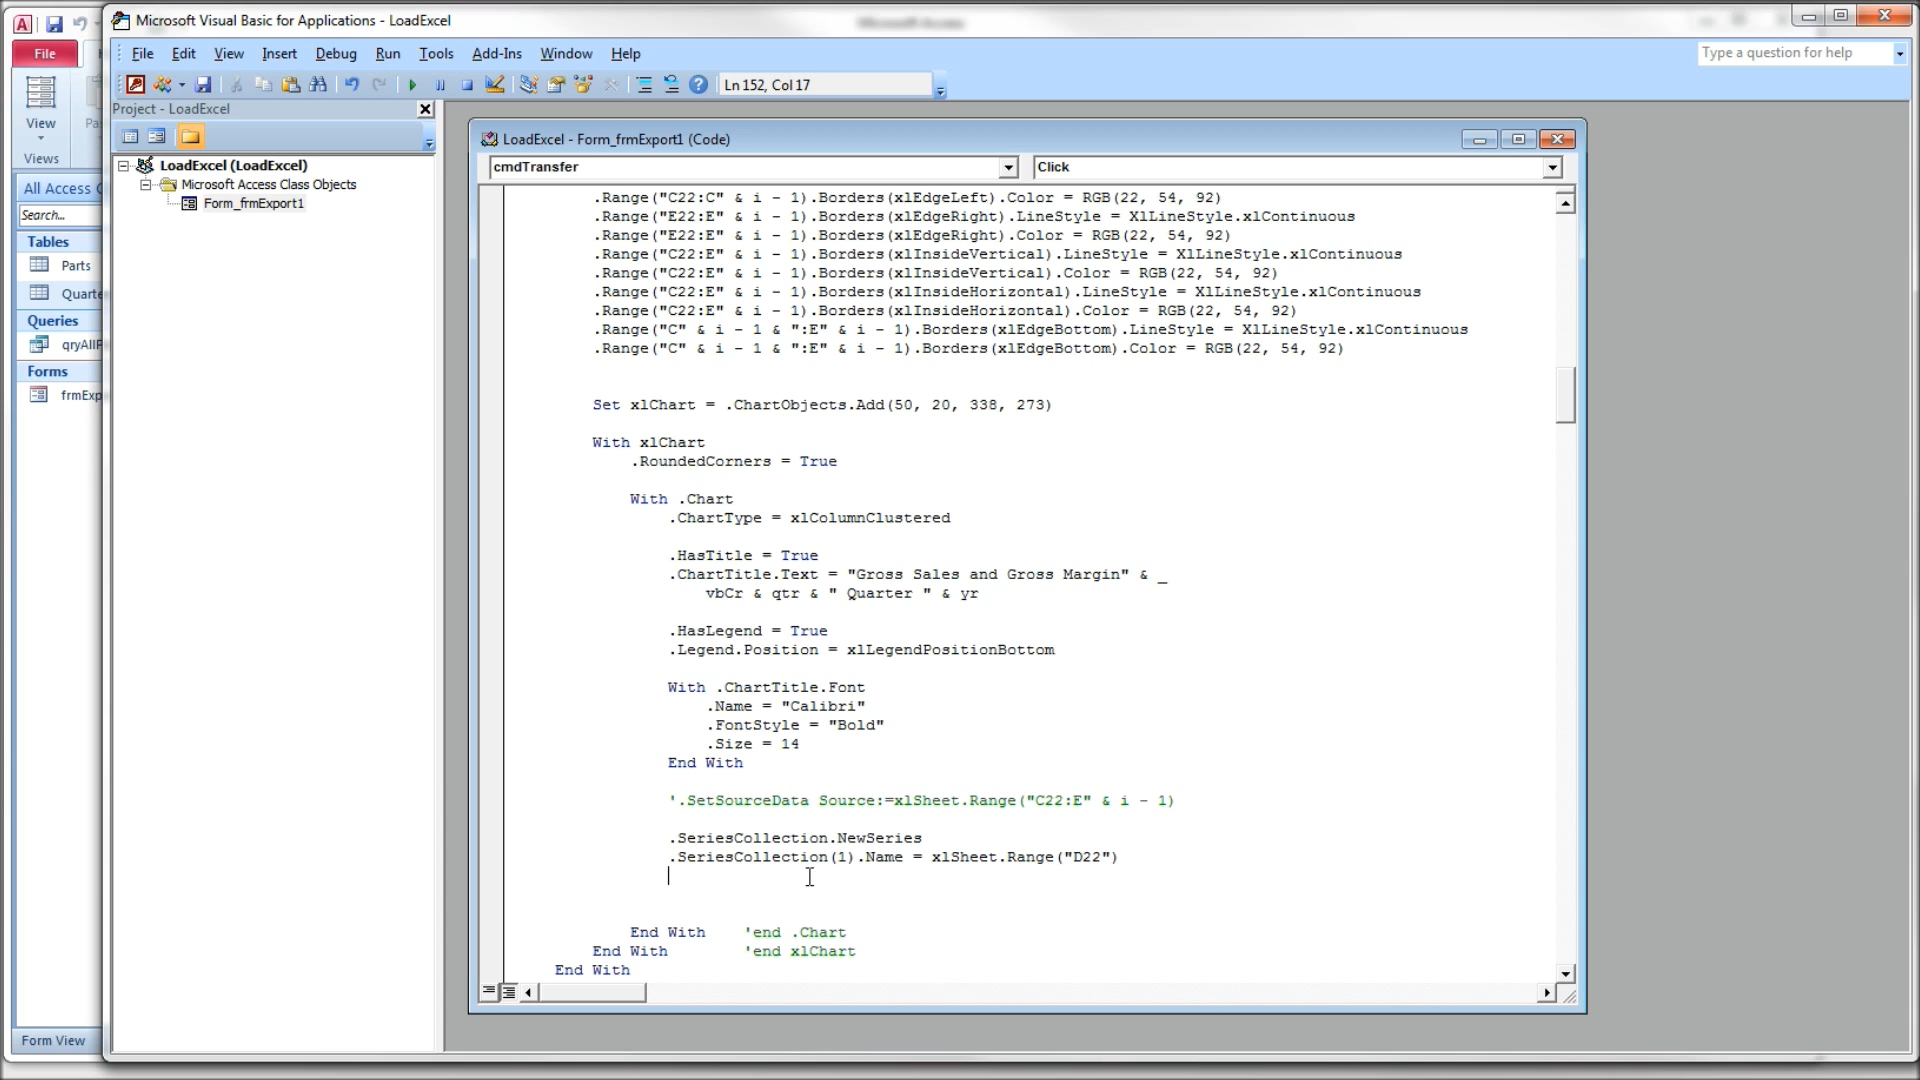 Microsoft Visual Basic for Applications - LoadExcel
Microsoft Access
File
File Edit View Insert Debug Run Tools Add-Ins Window Help
Type a question for help
Ln 152, Col 17
View
Views
Project - LoadExcel
LoadExcel (LoadExcel)
Microsoft Access Class Objects
Form_frmExport1
All Access
Search...
Tables
Parts
Quarte
Queries
qryAllP
Forms
frmExp
Form View
LoadExcel - Form_frmExport1 (Code)
cmdTransfer
Click
.Range("C22:C" & i - 1).Borders(xlEdgeLeft).Color = RGB(22, 54, 92)
.Range("E22:E" & i - 1).Borders(xlEdgeRight).LineStyle = XlLineStyle.xlContinuous
.Range("E22:E" & i - 1).Borders(xlEdgeRight).Color = RGB(22, 54, 92)
.Range("C22:E" & i - 1).Borders(xlInsideVertical).LineStyle = XlLineStyle.xlContinuous
.Range("C22:E" & i - 1).Borders(xlInsideVertical).Color = RGB(22, 54, 92)
.Range("C22:E" & i - 1).Borders(xlInsideHorizontal).LineStyle = XlLineStyle.xlContinuous
.Range("C22:E" & i - 1).Borders(xlInsideHorizontal).Color = RGB(22, 54, 92)
.Range("C" & i - 1 & ":E" & i - 1).Borders(xlEdgeBottom).LineStyle = XlLineStyle.xlContinuous
.Range("C" & i - 1 & ":E" & i - 1).Borders(xlEdgeBottom).Color = RGB(22, 54, 92)
Set xlChart = .ChartObjects.Add(50, 20, 338, 273)
With xlChart
.RoundedCorners = True
With .Chart
.ChartType = xlColumnClustered
.HasTitle = True
.ChartTitle.Text = "Gross Sales and Gross Margin" & _
vbCr & qtr & " Quarter " & yr
.HasLegend = True
.Legend.Position = xlLegendPositionBottom
With .ChartTitle.Font
.Name = "Calibri"
.FontStyle = "Bold"
.Size = 14
End With
'.SetSourceData Source:=xlSheet.Range("C22:E" & i - 1)
.SeriesCollection.NewSeries
.SeriesCollection(1).Name = xlSheet.Range("D22")
End With 'end .Chart
End With 'end xlChart
End With